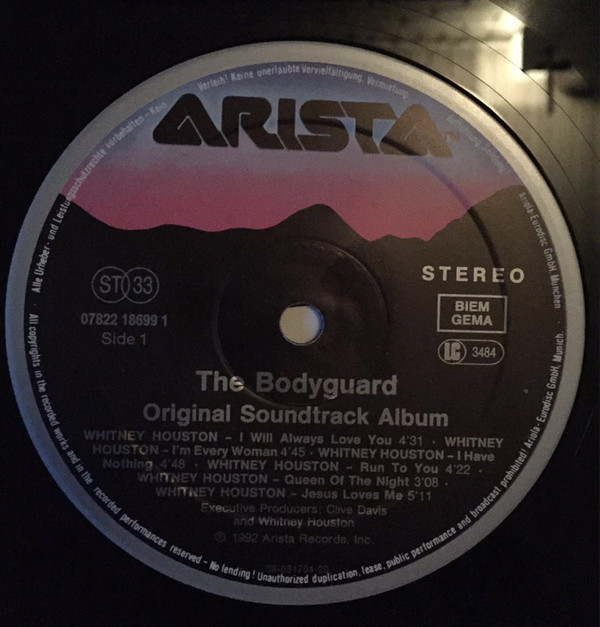 ARISTA
Alle Urheber- und Leistungsschutzrechte vorbehalten - Kein Verleih! Keine unerlaubte Vervielfältigung, Vermietung,
Ariola-Eurodisc GmbH, München
ST 33
STEREO
07822 18699 1
BIEM
GEMA
Side 1
LC 3484
The Bodyguard
Original Soundtrack Album
WHITNEY HOUSTON – I Will Always Love You 4'31 · WHITNEY
HOUSTON – I'm Every Woman 4'45 · WHITNEY HOUSTON – I Have
Nothing 4'48 · WHITNEY HOUSTON – Run To You 4'22 ·
WHITNEY HOUSTON – Queen Of The Night 3'08 ·
WHITNEY HOUSTON – Jesus Loves Me 5'11
Executive Producers: Clive Davis
and Whitney Houston
℗ 1992 Arista Records, Inc.
All copyrights in the recorded works and in the recorded performances reserved - No lending! Unauthorized duplication, lease, public performance and broadcast prohibited! Ariola-Eurodisc GmbH, Munich.